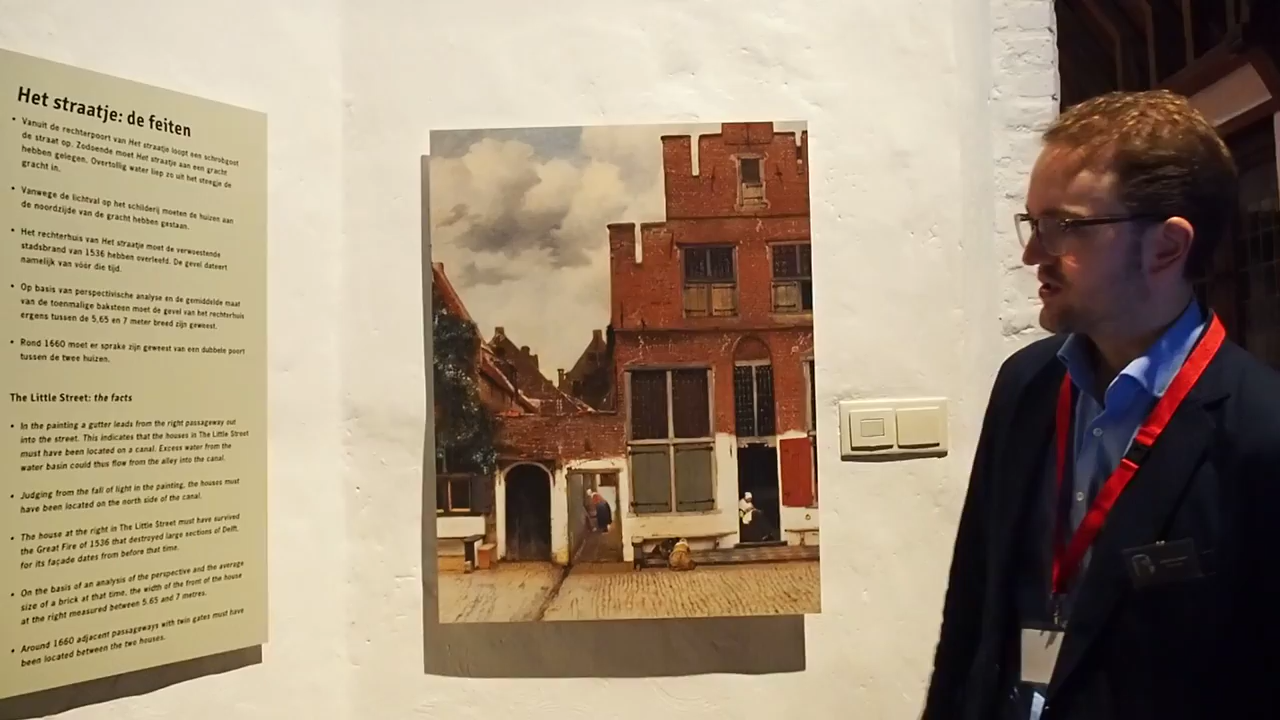 Het straatje: de feiten
• Vanuit de rechterpoort van Het straatje loopt een schrobgoot
de straat op. Zodoende moet Het straatje aan een gracht
hebben gelegen. Overtollig water liep zo uit het steegje de
gracht in.
• Vanwege de lichtval op het schilderij moeten de huizen aan
de noordzijde van de gracht hebben gestaan.
• Het rechterhuis van Het straatje moet de verwoestende
stadsbrand van 1536 hebben overleefd. De gevel dateert
namelijk van vóór die tijd.
• Op basis van perspectivische analyse en de gemiddelde maat
van de toenmalige baksteen moet de gevel van het rechterhuis
ergens tussen de 5,65 en 7 meter breed zijn geweest.
• Rond 1660 moet er sprake zijn geweest van een dubbele poort
tussen de twee huizen.
The Little Street: the facts
• In the painting a gutter leads from the right passageway out
into the street. This indicates that the houses in The Little Street
must have been located on a canal. Excess water from the
water basin could thus flow from the alley into the canal.
• Judging from the fall of light in the painting, the houses must
have been located on the north side of the canal.
• The house at the right in The Little Street must have survived
the Great Fire of 1536 that destroyed large sections of Delft,
for its façade dates from before that time.
• On the basis of an analysis of the perspective and the average
size of a brick at that time, the width of the front of the house
at the right measured between 5.65 and 7 metres.
• Around 1660 adjacent passageways with twin gates must have
been located between the two houses.